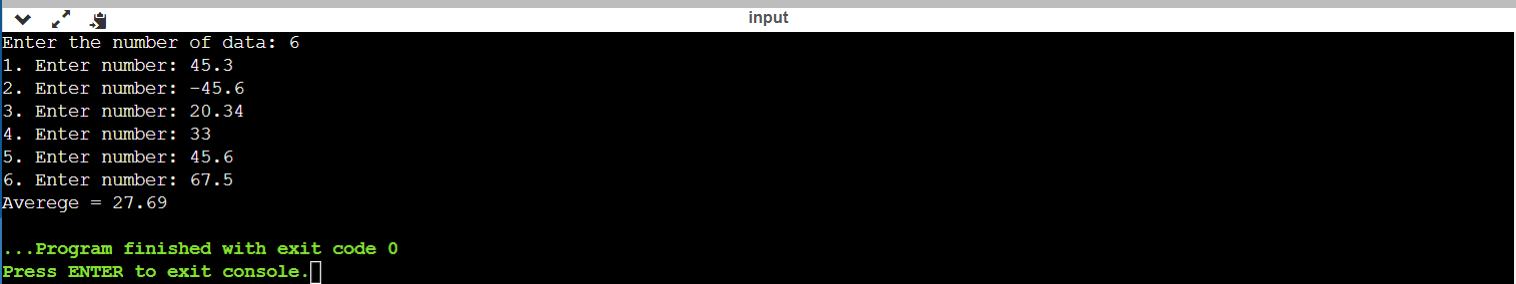 input
Enter the number of data: 6
1. Enter number: 45.3
2. Enter number: -45.6
3. Enter number: 20.34
4. Enter number: 33
5. Enter number: 45.6
6. Enter number: 67.5
Averege = 27.69
...Program finished with exit code 0
Press ENTER to exit console.